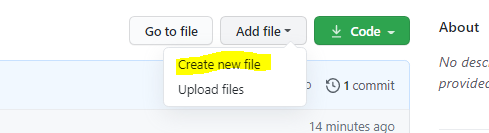 Go to file
Add file
Code
About
Create new file
Upload files
1 commit
14 minutes ago
No desc
provided